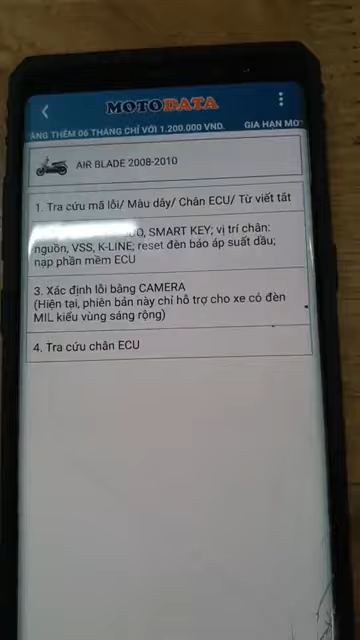 MOTODATA
ĂNG THÊM 06 THÁNG CHỈ VỚI 1.200.000 VND. GIA HẠN MO
AIR BLADE 2008-2010
1. Tra cứu mã lỗi/ Màu dây/ Chân ECU/ Từ viết tắt
SMART KEY; vị trí chân:
nguồn, VSS, K-LINE; reset đèn báo áp suất dầu;
nạp phần mềm ECU
3. Xác định lỗi bằng CAMERA
(Hiện tại, phiên bản này chỉ hỗ trợ cho xe có đèn
MIL kiểu vùng sáng rộng)
4. Tra cứu chân ECU